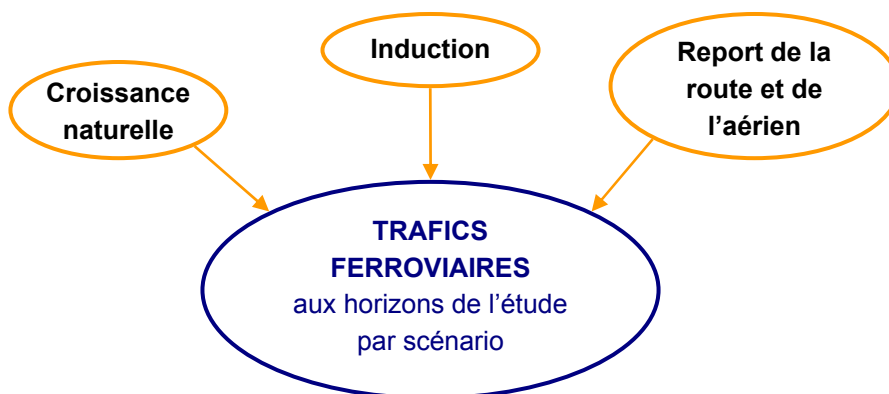 Croissance
naturelle
Induction
Report de la
route et de
l’aérien
TRAFICS
FERROVIAIRES
aux horizons de l’étude
par scénario